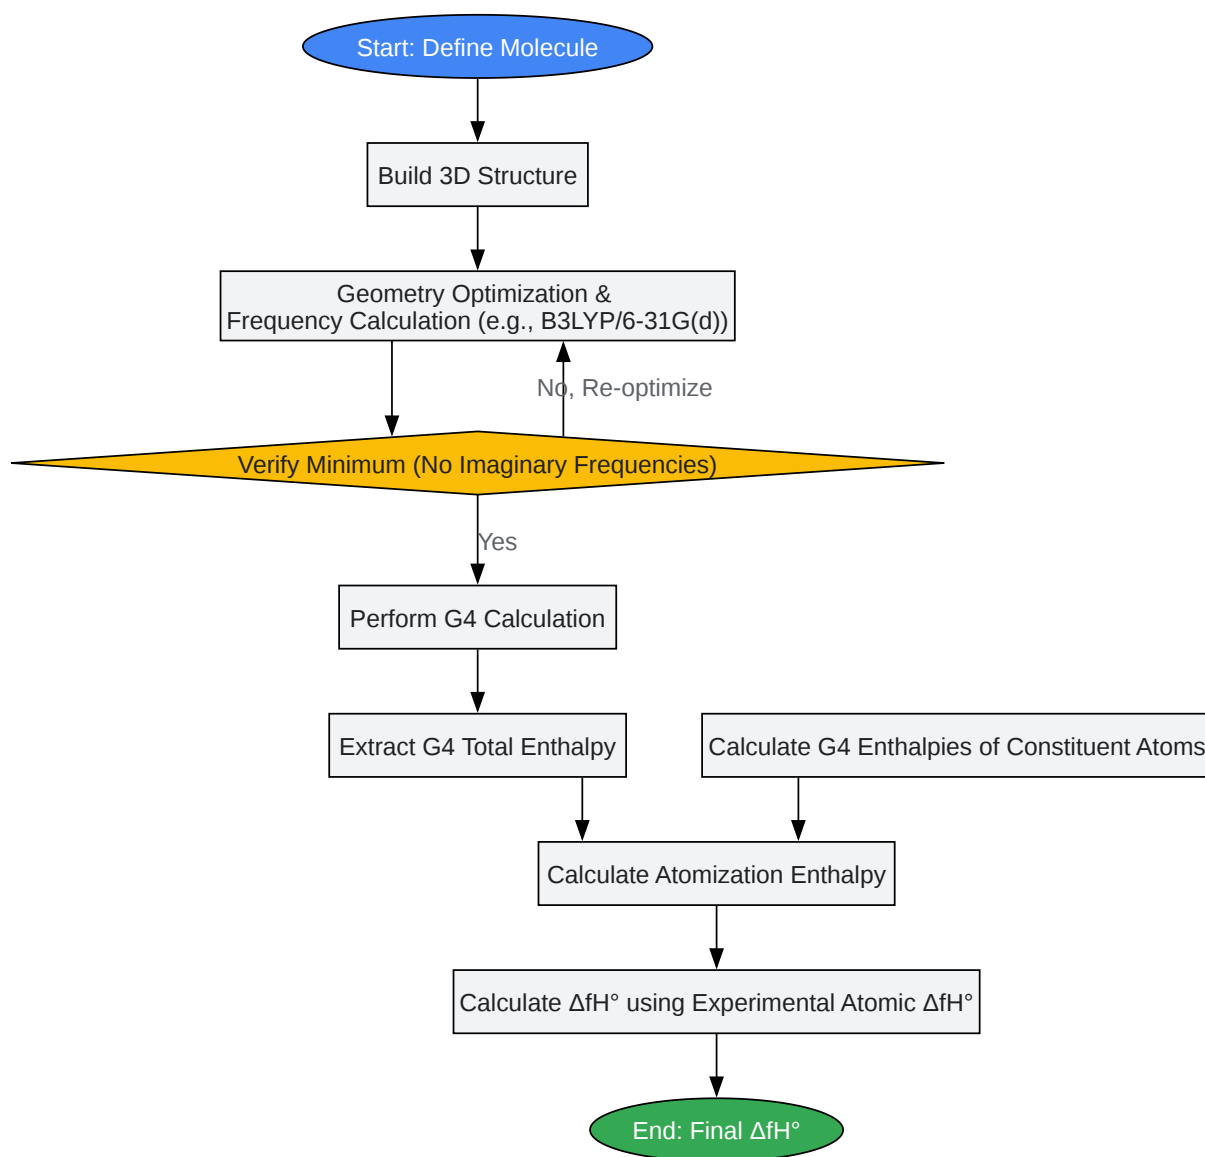 Start: Define Molecule
Build 3D Structure
Geometry Optimization &
Frequency Calculation (e.g., B3LYP/6-31G(d))
No, Re-optimize
Verify Minimum (No Imaginary Frequencies)
Yes
Perform G4 Calculation
Extract G4 Total Enthalpy
Calculate G4 Enthalpies of Constituent Atoms
Calculate Atomization Enthalpy
Calculate ΔfH° using Experimental Atomic ΔfH°
End: Final ΔfH°